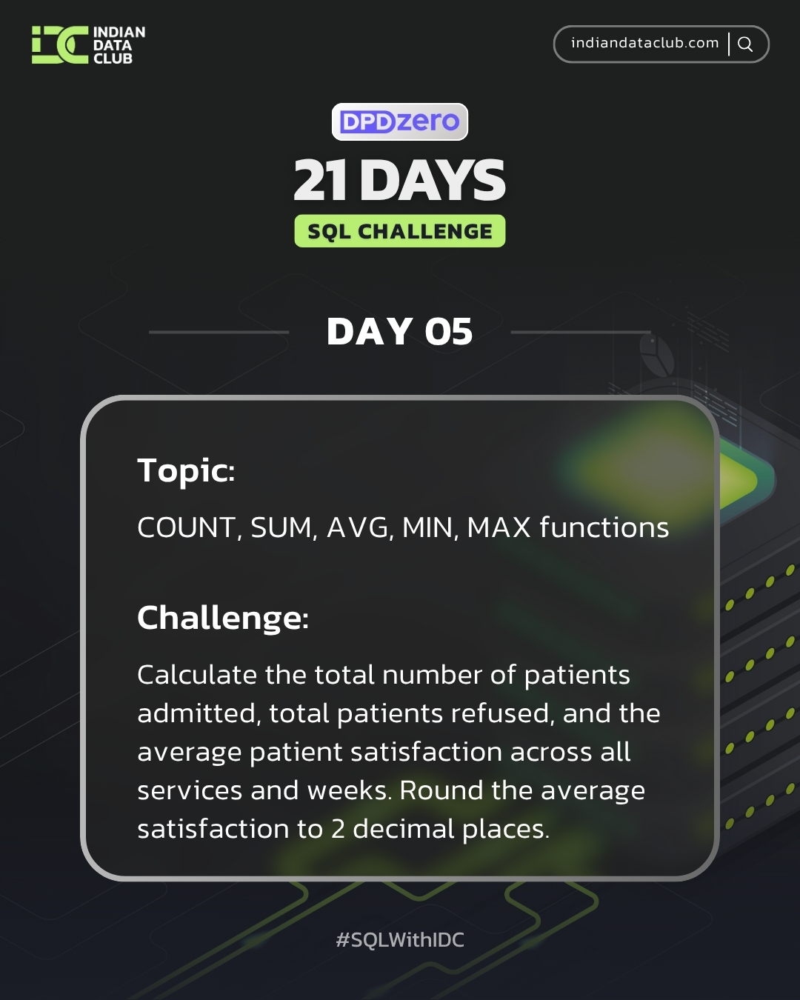 INDIAN
DATA
CLUB
indiandataclub.com
DPDzero
21 DAYS
SQL CHALLENGE
DAY 05
Topic:
COUNT, SUM, AVG, MIN, MAX functions
Challenge:
Calculate the total number of patients
admitted, total patients refused, and the
average patient satisfaction across all
services and weeks. Round the average
satisfaction to 2 decimal places.
#SQLWithIDC